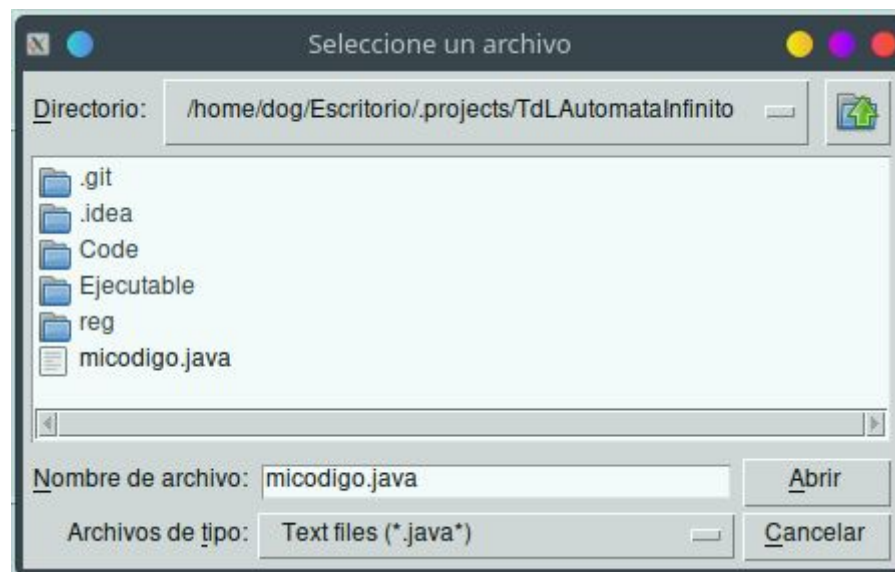 Seleccione un archivo
Directorio: /home/dog/Escritorio/.projects/TdLAutomataInfinito
.git
.idea
Code
Ejecutable
reg
micodigo.java
Nombre de archivo: micodigo.java Abrir
Archivos de tipo: Text files (*.java*) Cancelar